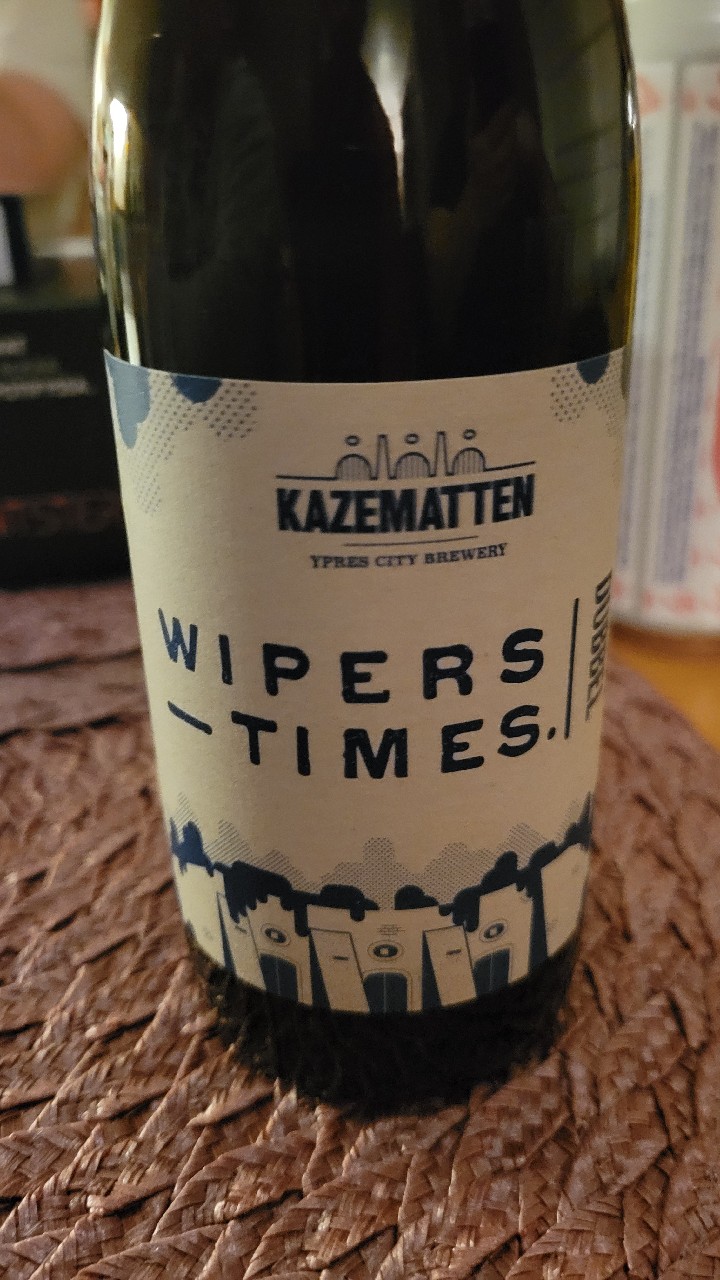 KAZEMATTEN
YPRES CITY BREWERY
WIPERS
—TIMES.
DUBBEL